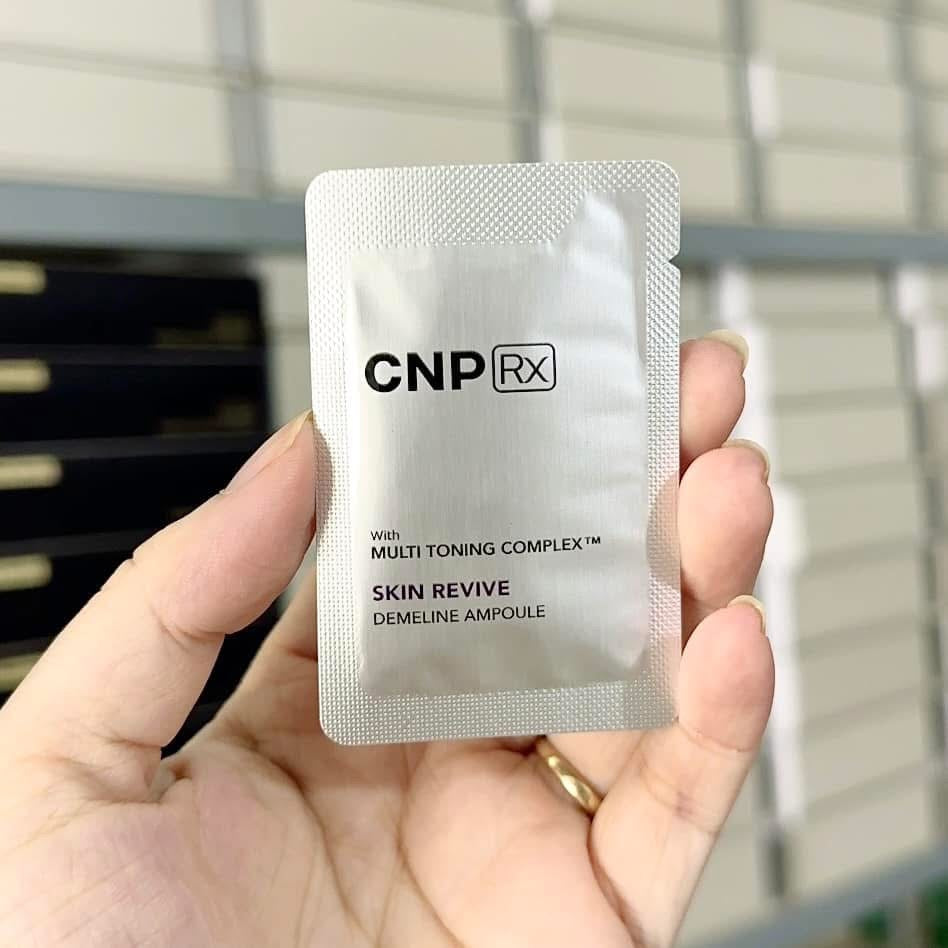 CNP Rx
With
MULTI TONING COMPLEX™
SKIN REVIVE
DEMELINE AMPOULE